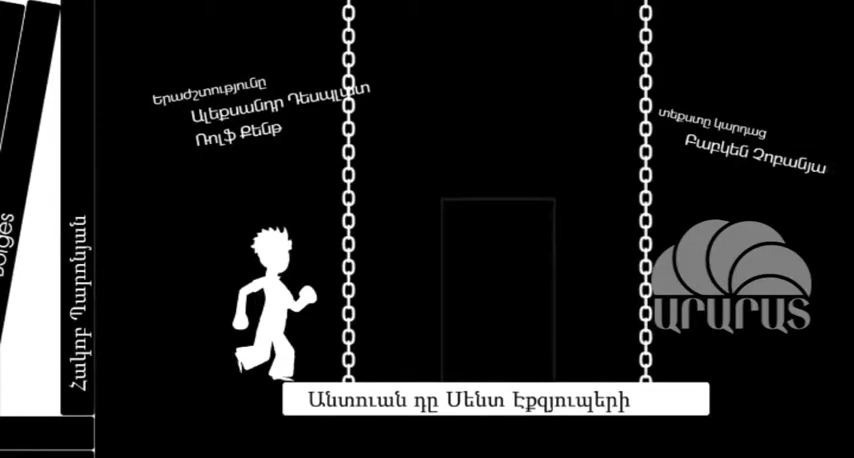 Երաժշտությունը
Ալեքսանդր Դեսպլատ
Ռոլֆ Քենթ
տեքստը կարդաց
Բաբկեն Չոբանյա
Borges
Հակոբ Պարոնյան
ԱՐԱՐԱՏ
Անտուան դը Սենտ Էքզյուպերի